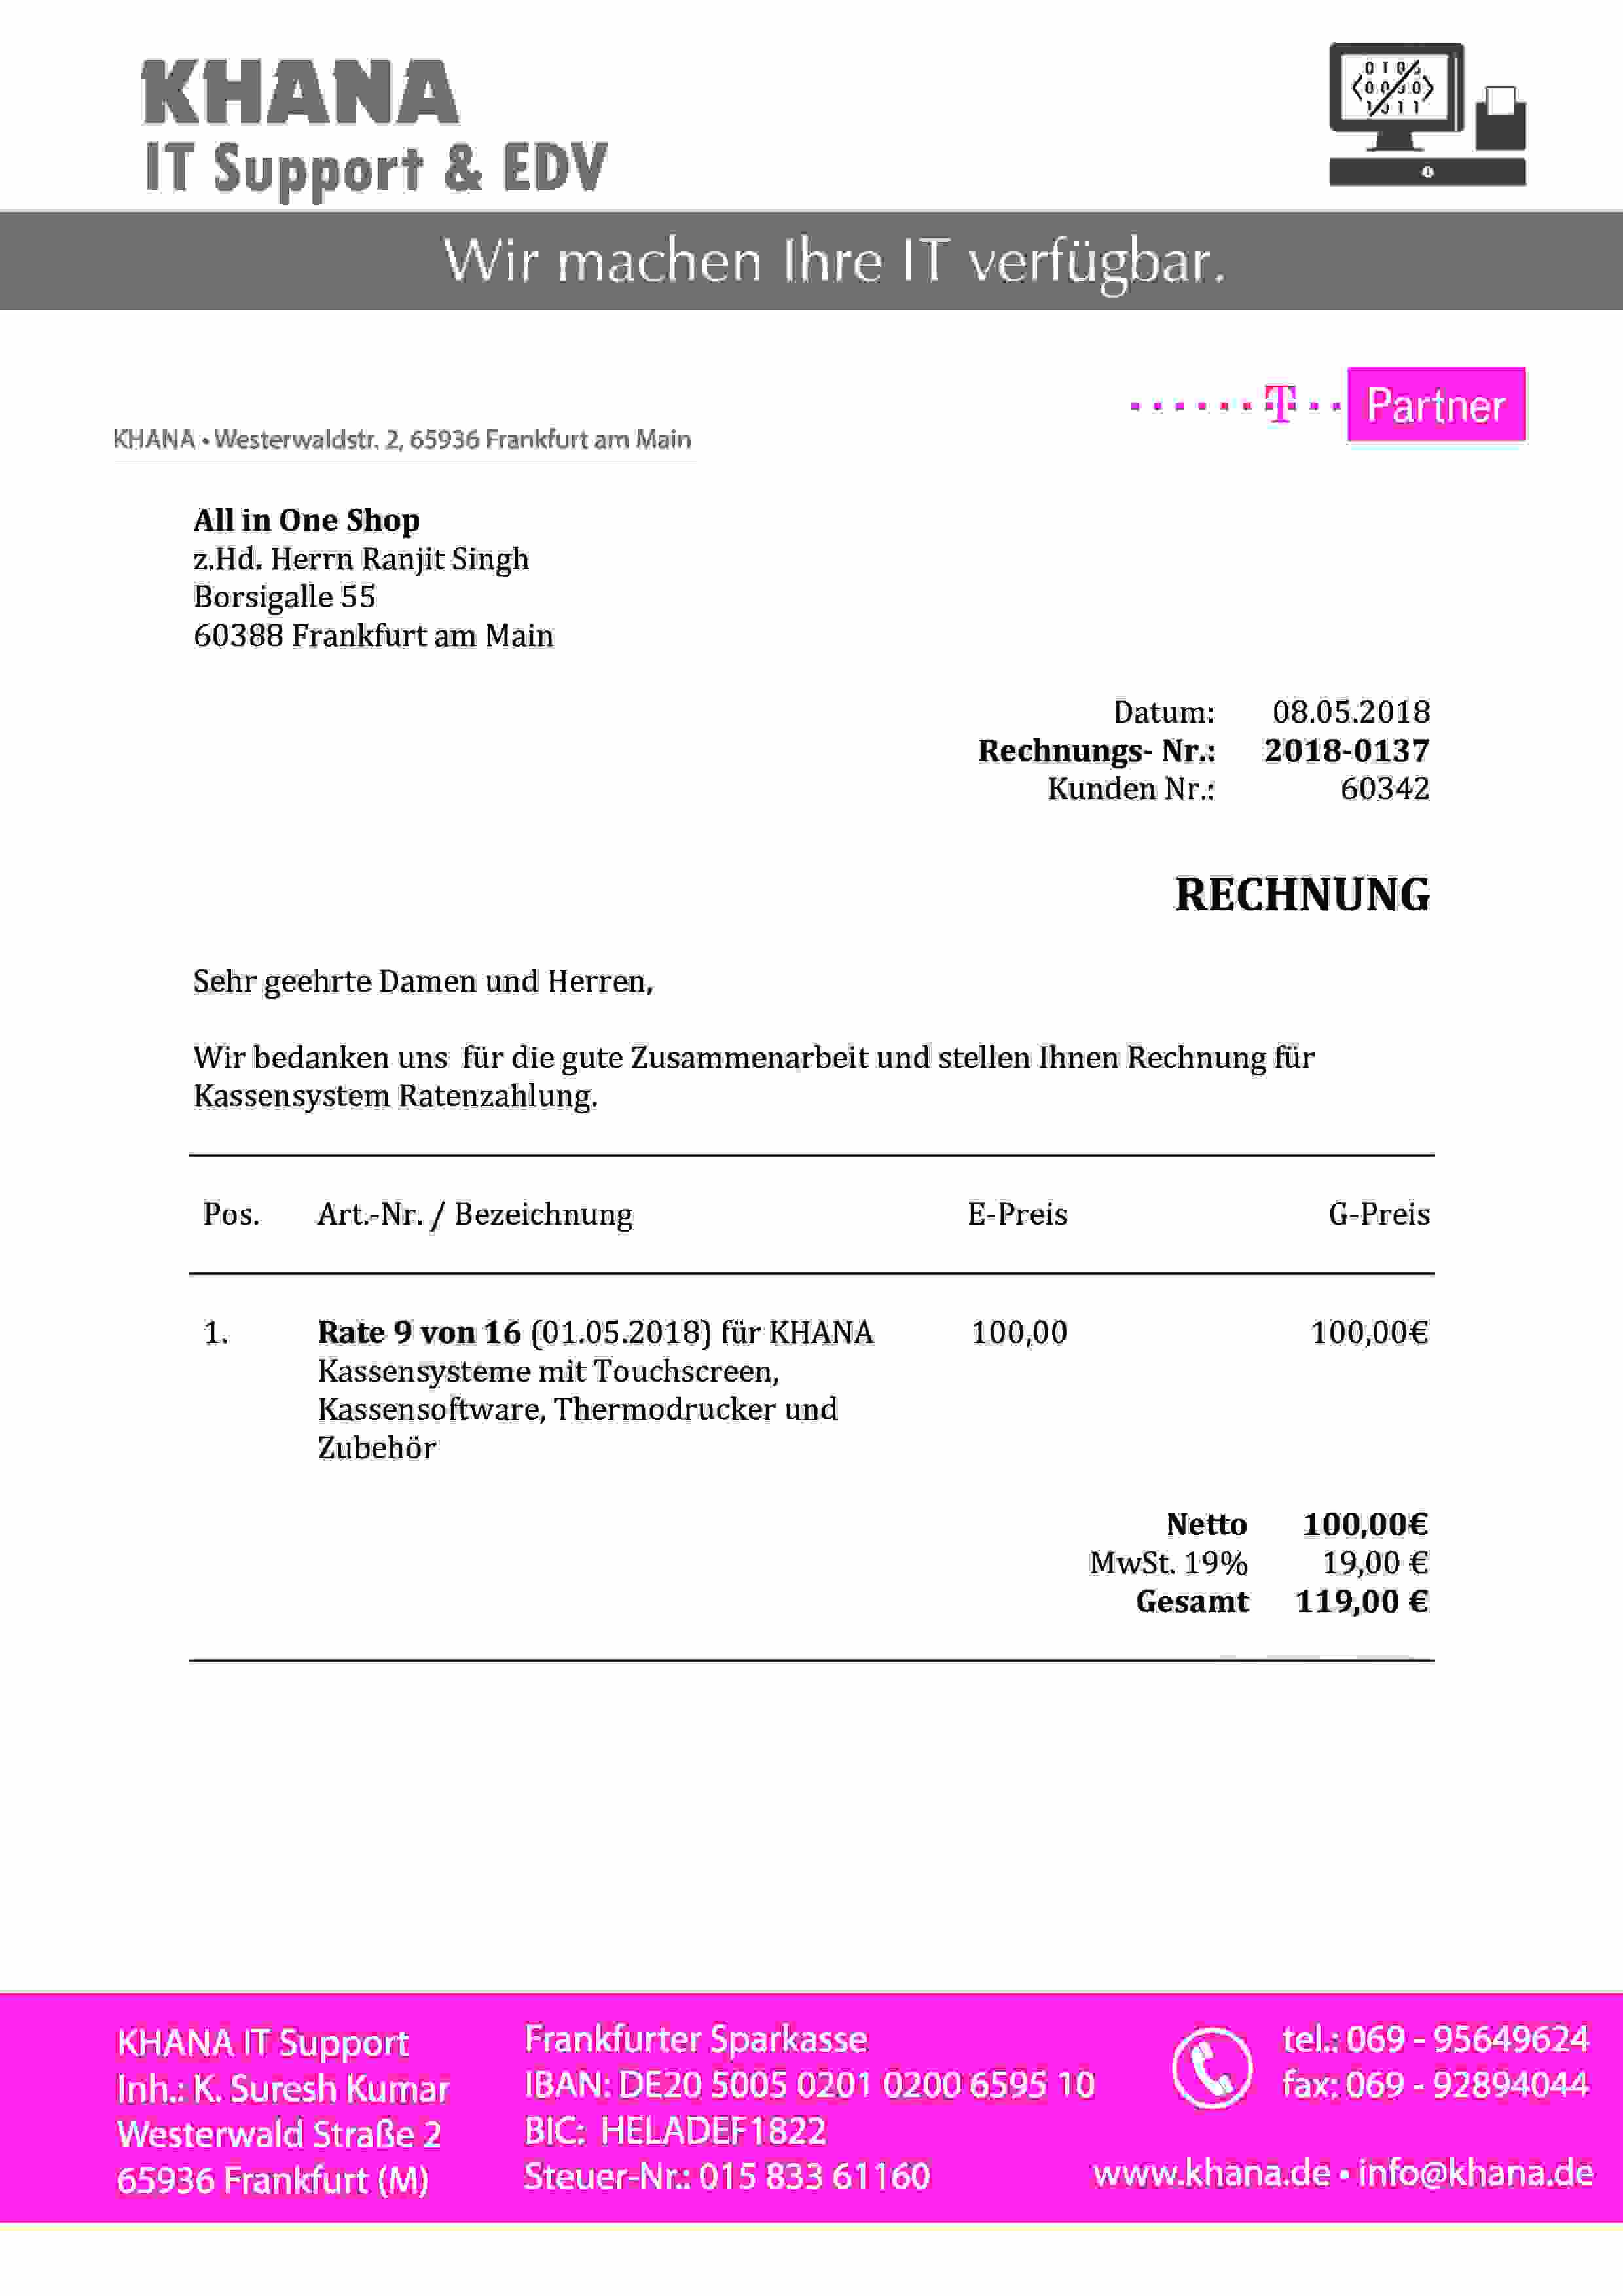 KHANA
IT Support & EDV
Wir machen Ihre IT verfügbar.
T Partner
KHANA • Westerwaldstr. 2, 65936 Frankfurt am Main
All in One Shop
z.Hd. Herrn Ranjit Singh
Borsigalle 55
60388 Frankfurt am Main
Datum: 08.05.2018
Rechnungs- Nr.: 2018-0137
Kunden Nr.: 60342
RECHNUNG
Sehr geehrte Damen und Herren,
Wir bedanken uns für die gute Zusammenarbeit und stellen Ihnen Rechnung für
Kassensystem Ratenzahlung.
Pos. Art.-Nr. / Bezeichnung E-Preis G-Preis
1. Rate 9 von 16 (01.05.2018) für KHANA 100,00 100,00€
Kassensysteme mit Touchscreen,
Kassensoftware, Thermodrucker und
Zubehör
Netto 100,00€
MwSt. 19% 19,00 €
Gesamt 119,00 €
KHANA IT Support
Inh.: K. Suresh Kumar
Westerwald Straße 2
65936 Frankfurt (M)
Frankfurter Sparkasse
IBAN: DE20 5005 0201 0200 6595 10
BIC: HELADEF1822
Steuer-Nr.: 015 833 61160
tel.: 069 - 95649624
fax: 069 - 92894044
www.khana.de • info@khana.de